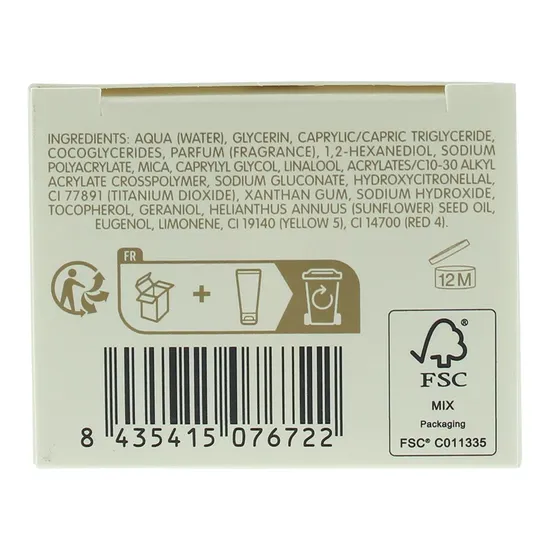 INGREDIENTS: AQUA (WATER), GLYCERIN, CAPRYLIC/CAPRIC TRIGLYCERIDE,
COCOGLYCERIDES, PARFUM (FRAGRANCE), 1,2-HEXANEDIOL, SODIUM
POLYACRYLATE, MICA, CAPRYLYL GLYCOL, LINALOOL, ACRYLATES/C10-30 ALKYL
ACRYLATE CROSSPOLYMER, SODIUM GLUCONATE, HYDROXYCITRONELLAL,
CI 77891 (TITANIUM DIOXIDE), XANTHAN GUM, SODIUM HYDROXIDE,
TOCOPHEROL, GERANIOL, HELIANTHUS ANNUUS (SUNFLOWER) SEED OIL,
EUGENOL, LIMONENE, CI 19140 (YELLOW 5), CI 14700 (RED 4).
FR
+
12M
FSC
MIX
Packaging
FSC® C011335
8 435415 076722